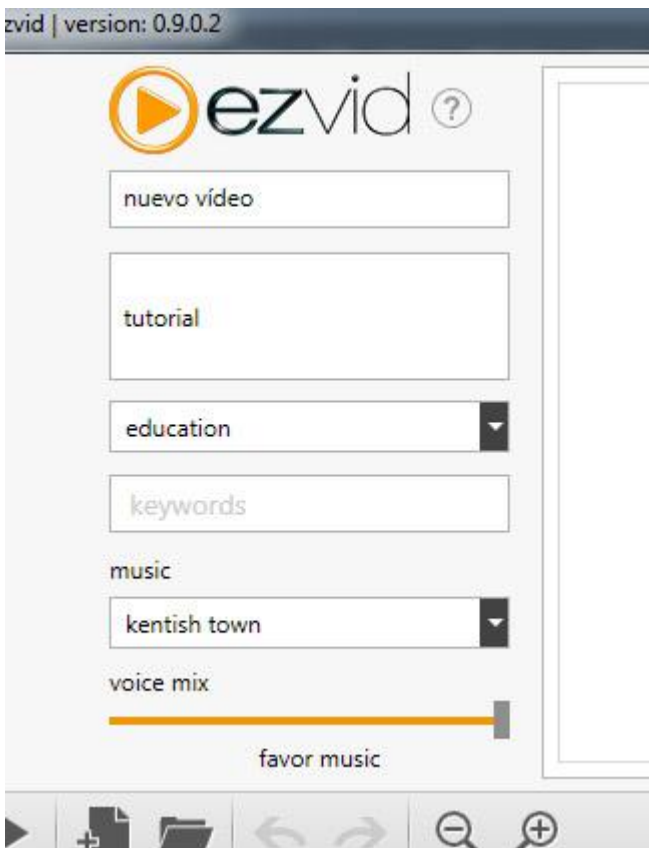 zvid | version: 0.9.0.2
ezvid ?
nuevo vídeo
tutorial
education
keywords
music
kentish town
voice mix
favor music